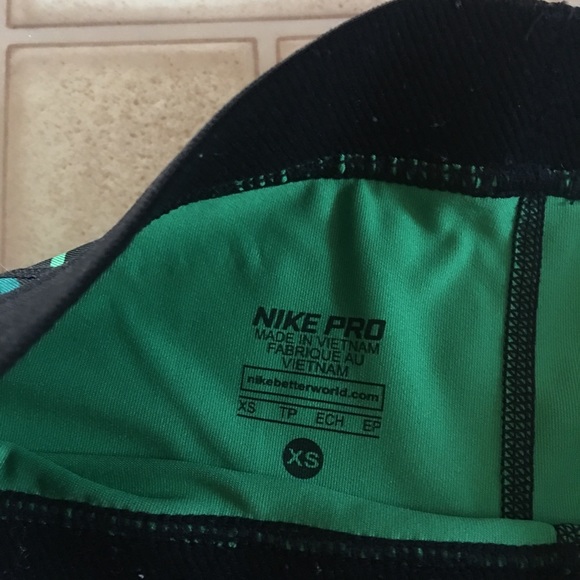 NIKE PRO
MADE IN VIETNAM
FABRIQUE AU
VIETNAM
nikebetterworld.com
XS TP ECH EP
XS